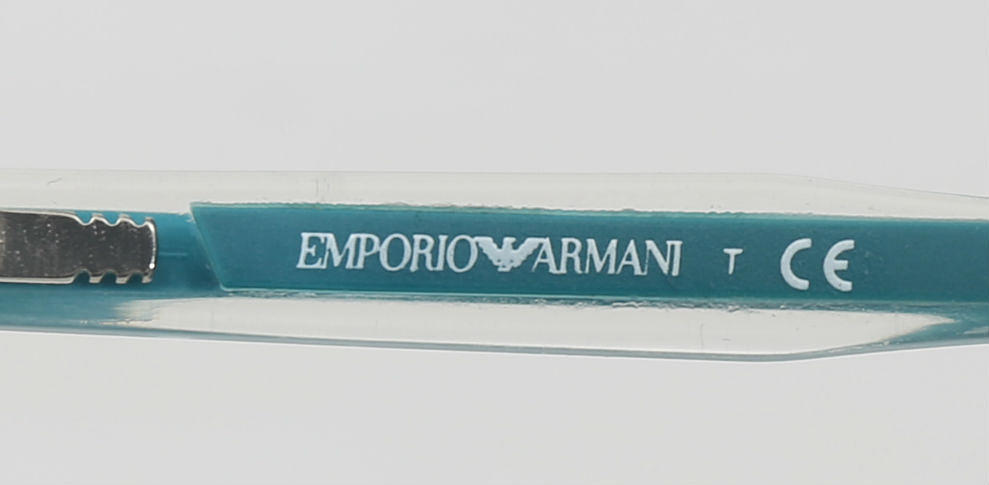 EMPORIO ARMANI T CE